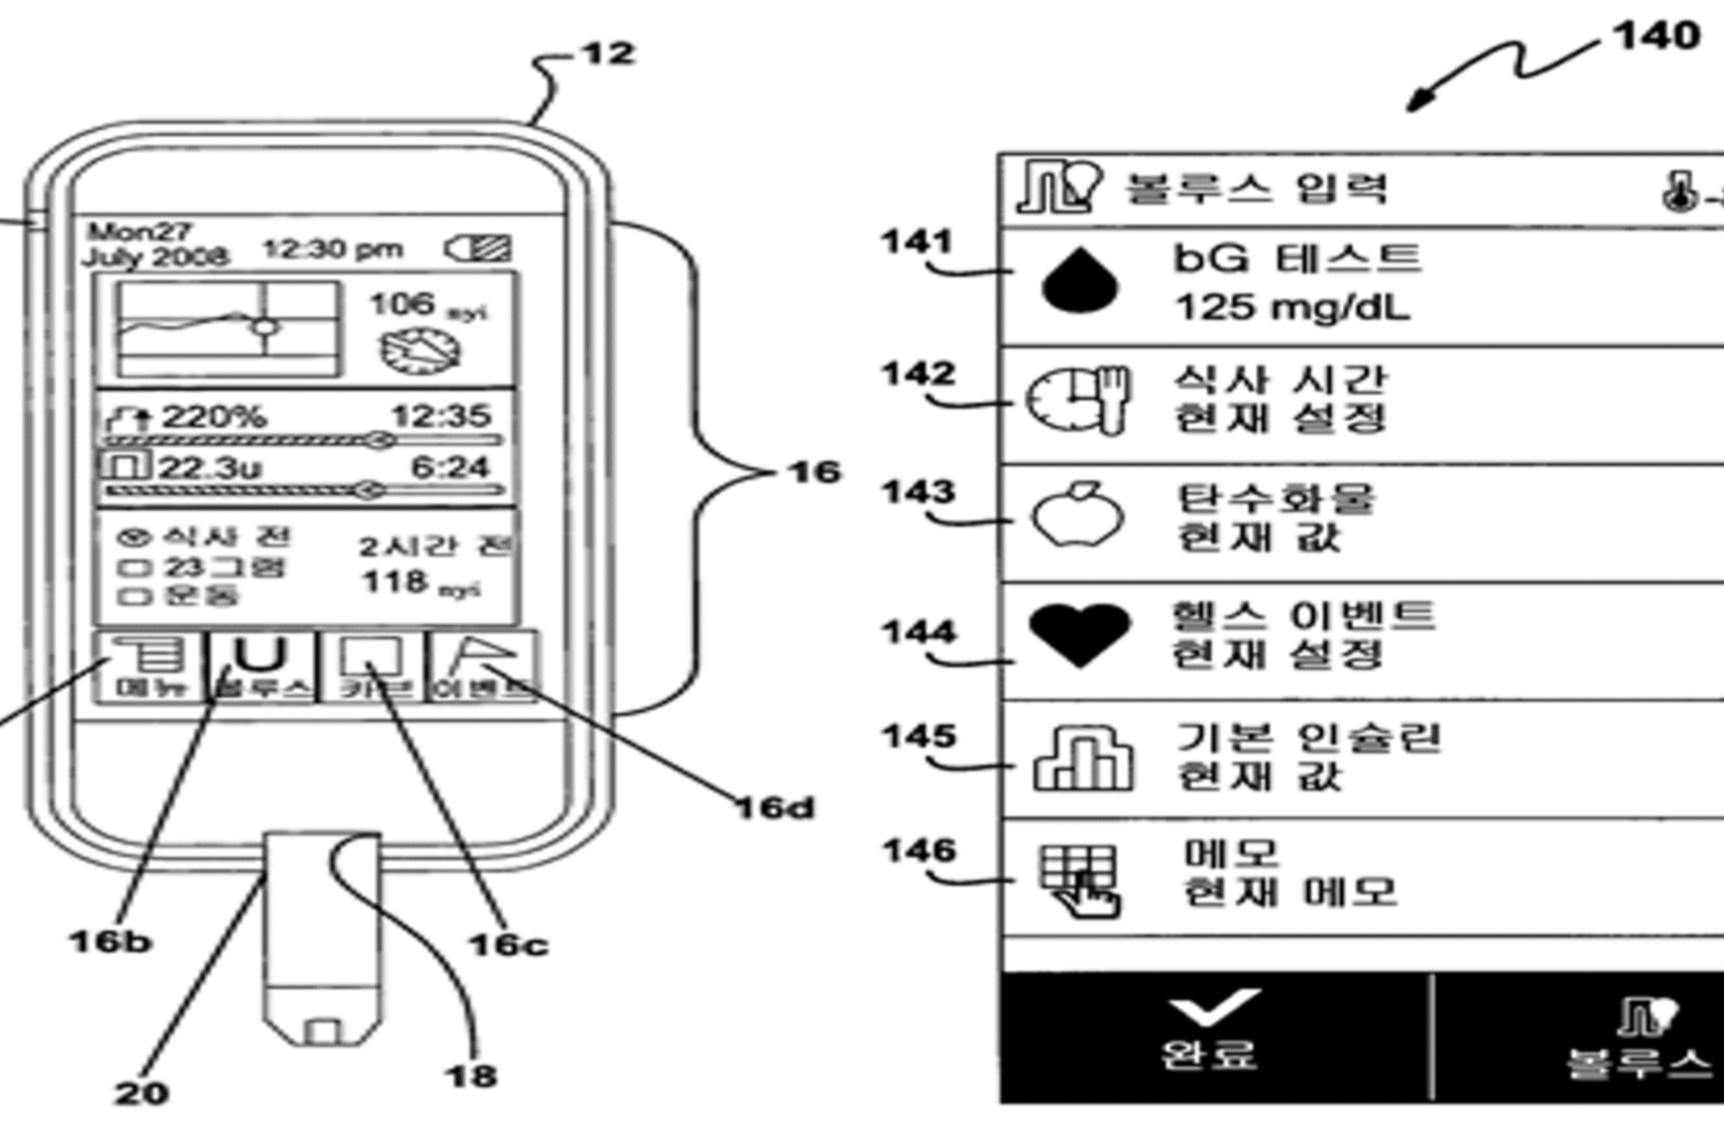 12
Mon27
July 2008
12:30 pm
106
220% 12:35
22.3u 6:24
식사 전
23그램
운동
2시간 전
118
메뉴 볼루스 카브 이벤트
16
16d
16b
16c
20
18
140
볼루스 입력
141
bG 테스트
125 mg/dL
142
식사 시간
현재 설정
143
탄수화물
현재 값
144
헬스 이벤트
현재 설정
145
기본 인슐린
현재 값
146
메모
현재 메모
완료
볼루스